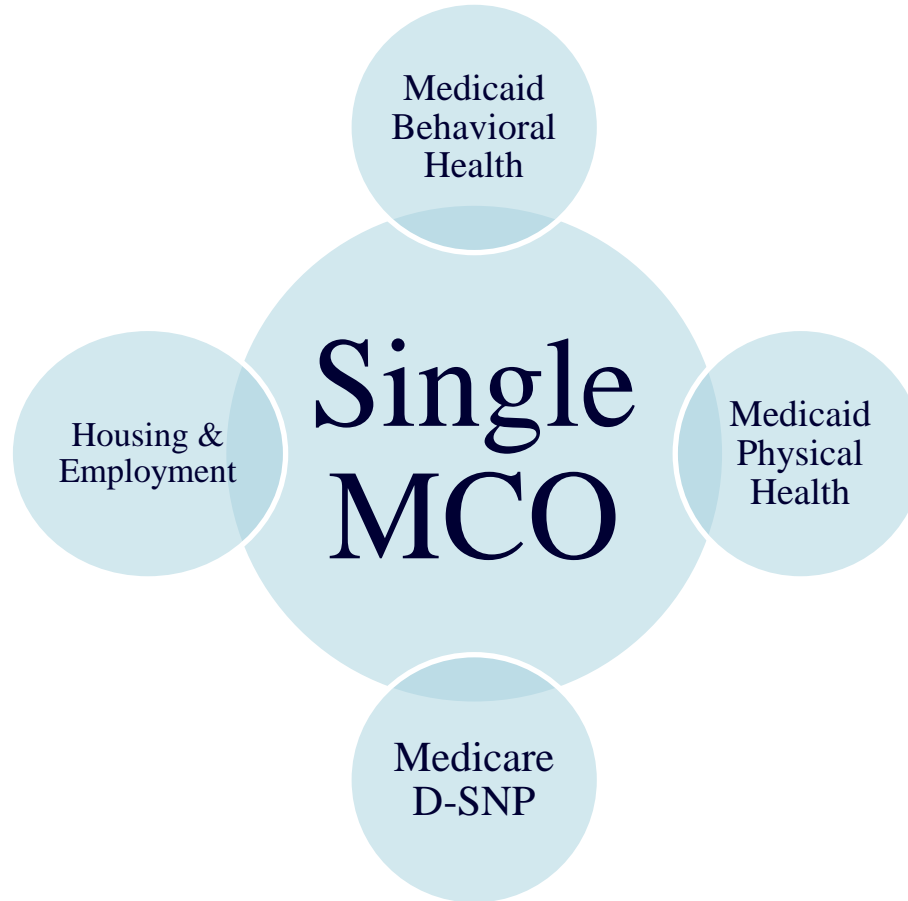 Medicaid
Behavioral
Health
Housing &
Employment
Single
MCO
Medicaid
Physical
Health
Medicare
D-SNP